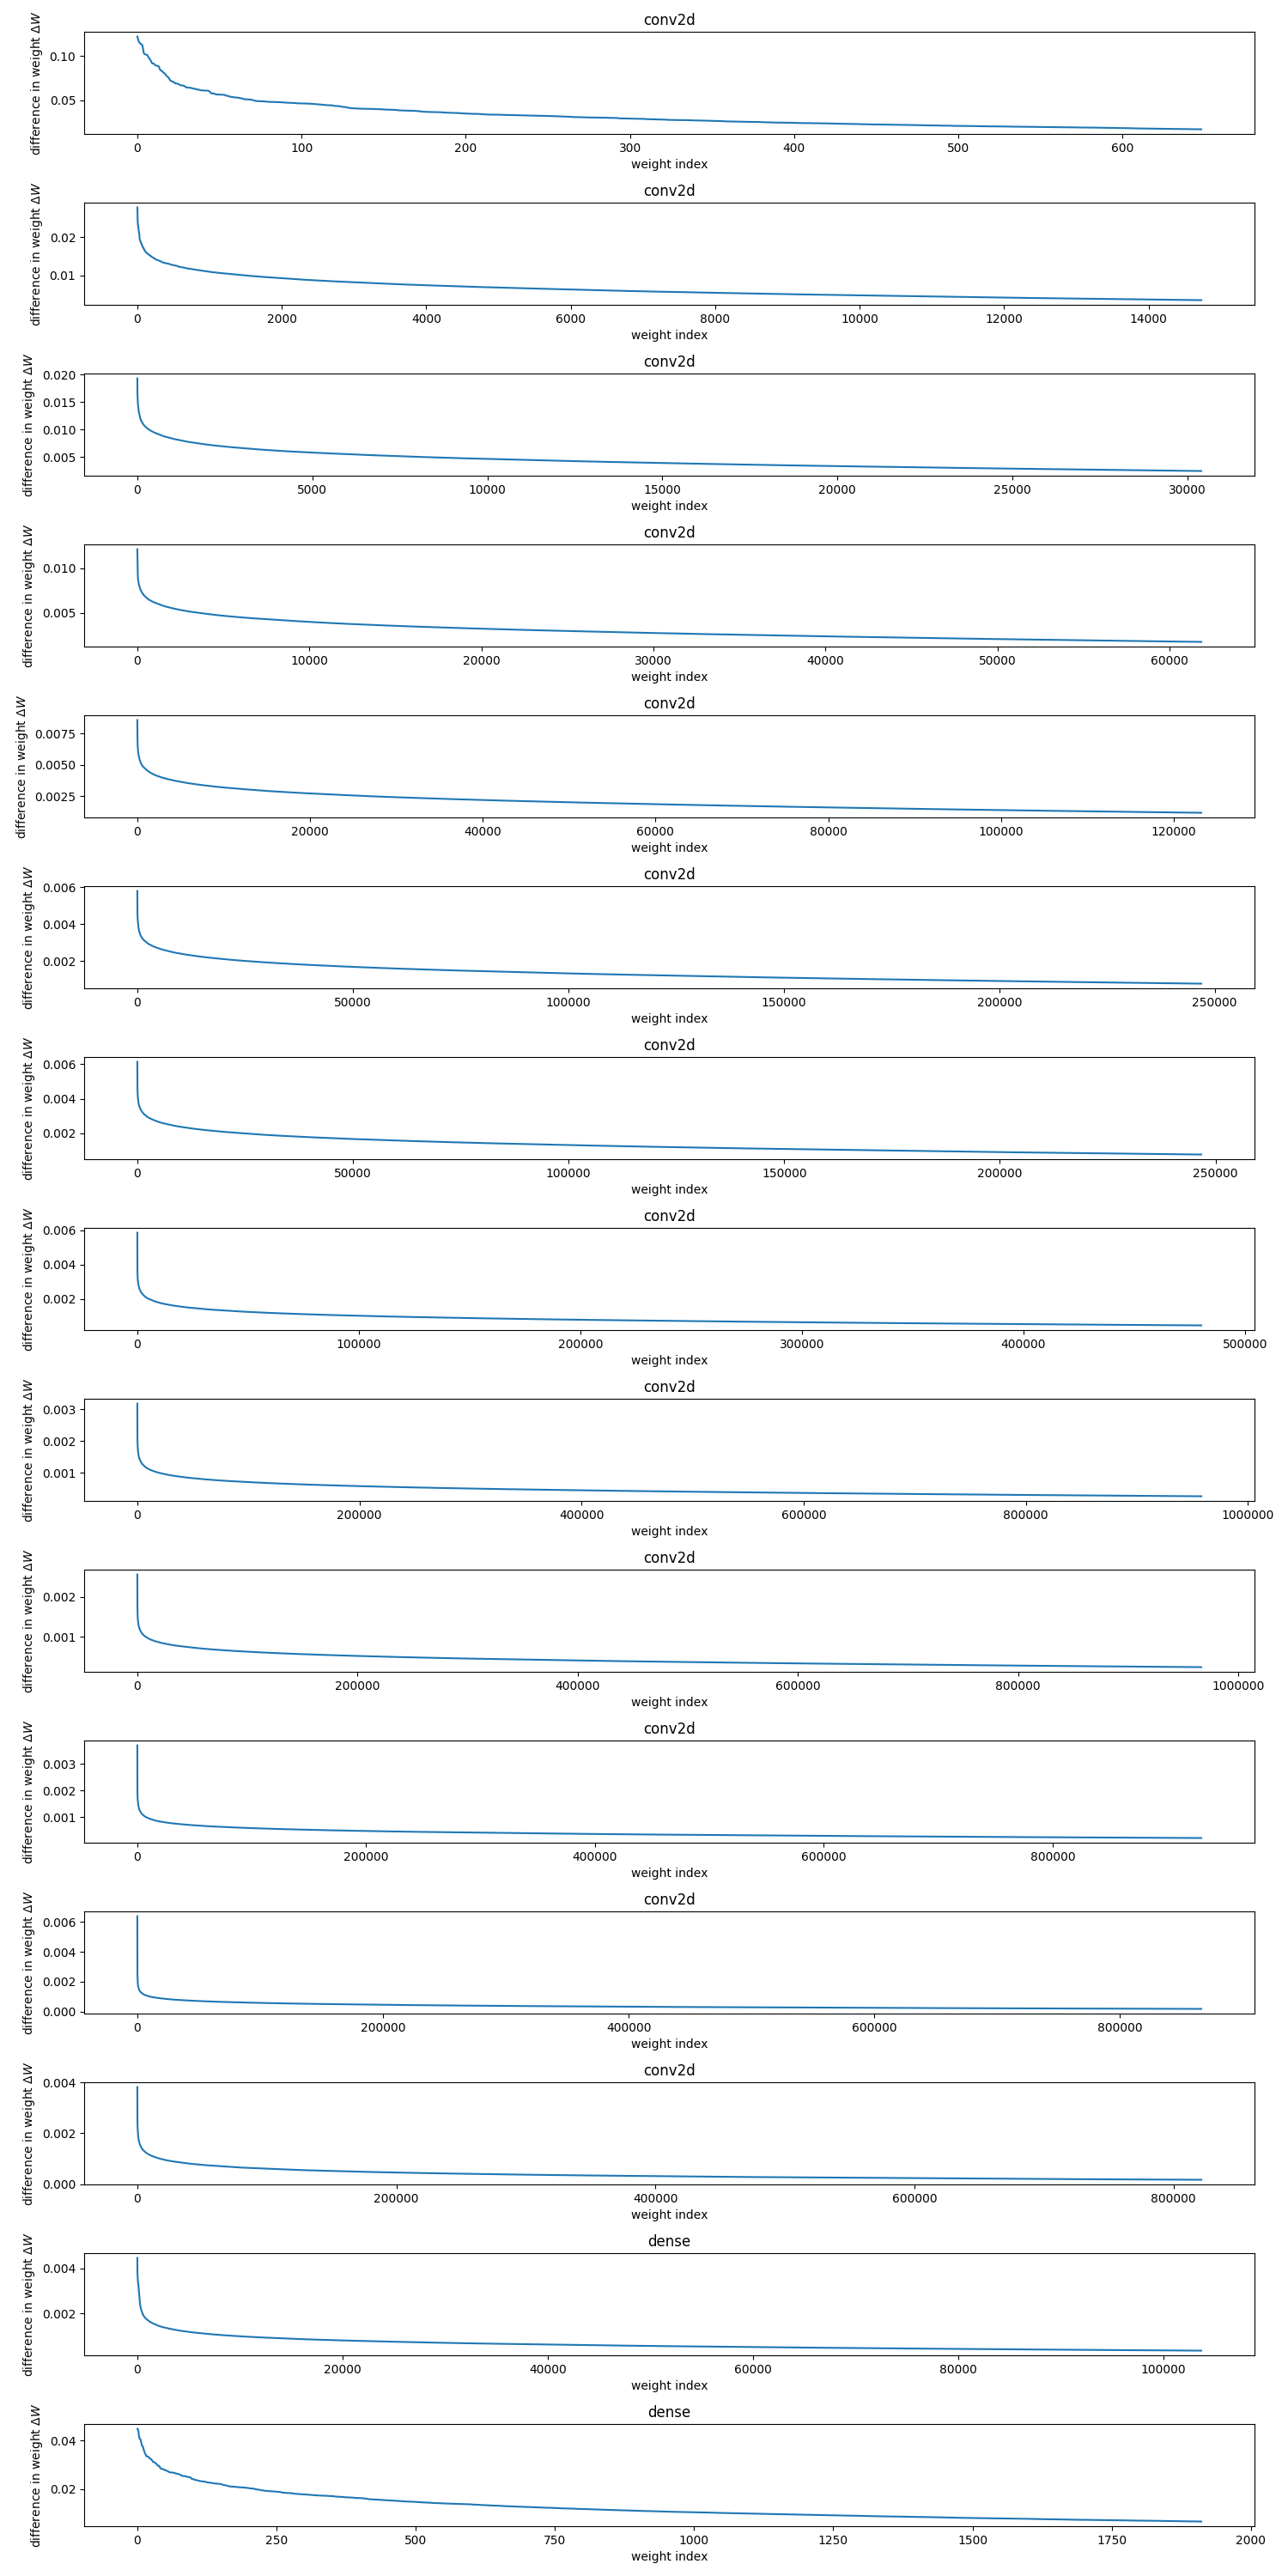 conv2d
difference in weight ΔW
0.10
0.05
0 100 200 300 400 500 600
weight index
conv2d
difference in weight ΔW
0.02
0.01
0 2000 4000 6000 8000 10000 12000 14000
weight index
conv2d
difference in weight ΔW
0.020
0.015
0.010
0.005
0 5000 10000 15000 20000 25000 30000
weight index
conv2d
difference in weight ΔW
0.010
0.005
0 10000 20000 30000 40000 50000 60000
weight index
conv2d
difference in weight ΔW
0.0075
0.0050
0.0025
0 20000 40000 60000 80000 100000 120000
weight index
conv2d
difference in weight ΔW
0.006
0.004
0.002
0 50000 100000 150000 200000 250000
weight index
conv2d
difference in weight ΔW
0.006
0.004
0.002
0 50000 100000 150000 200000 250000
weight index
conv2d
difference in weight ΔW
0.006
0.004
0.002
0 100000 200000 300000 400000 500000
weight index
conv2d
difference in weight ΔW
0.003
0.002
0.001
0 200000 400000 600000 800000 1000000
weight index
conv2d
difference in weight ΔW
0.002
0.001
0 200000 400000 600000 800000 1000000
weight index
conv2d
difference in weight ΔW
0.003
0.002
0.001
0 200000 400000 600000 800000
weight index
conv2d
difference in weight ΔW
0.006
0.004
0.002
0.000
0 200000 400000 600000 800000
weight index
conv2d
difference in weight ΔW
0.004
0.002
0.000
0 200000 400000 600000 800000
weight index
dense
difference in weight ΔW
0.004
0.002
0 20000 40000 60000 80000 100000
weight index
dense
difference in weight ΔW
0.04
0.02
0 250 500 750 1000 1250 1500 1750 2000
weight index